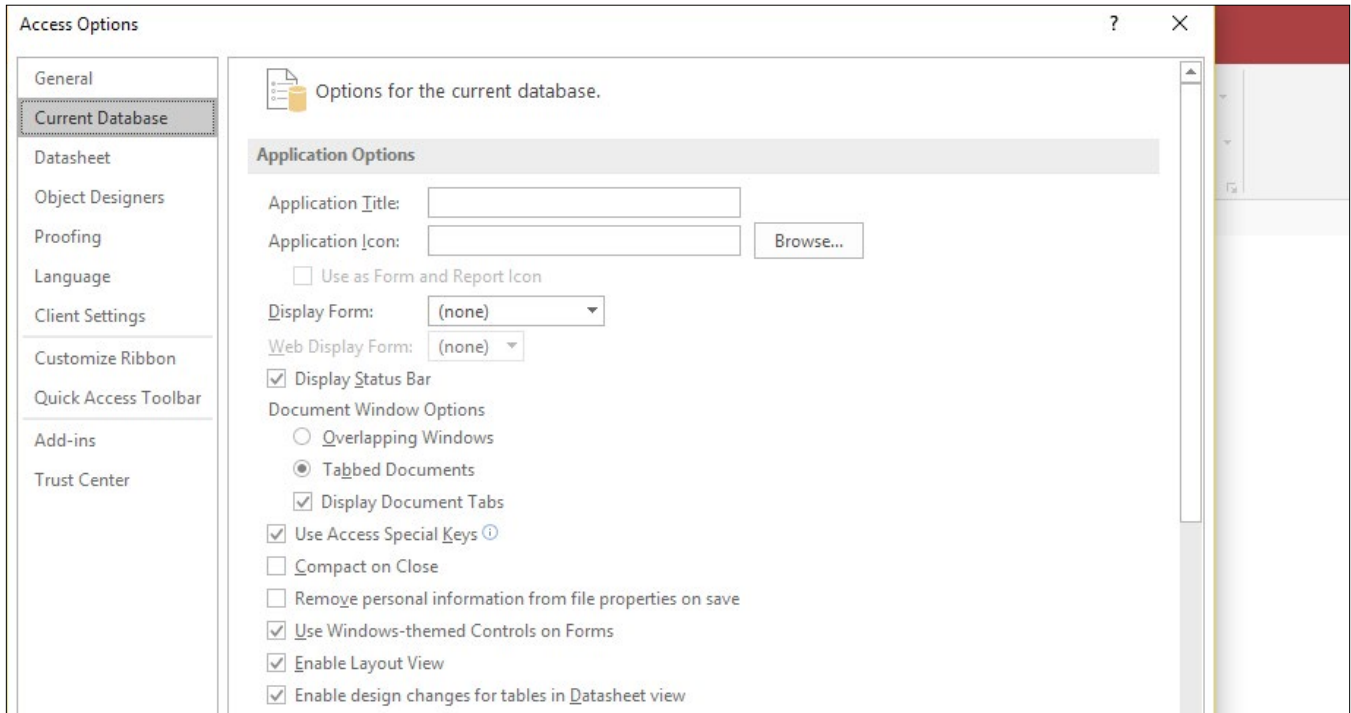 Access Options
?
General
Current Database
Datasheet
Object Designers
Proofing
Language
Client Settings
Customize Ribbon
Quick Access Toolbar
Add-ins
Trust Center
Options for the current database.
Application Options
Application Title:
Application Icon:
Browse...
Use as Form and Report Icon
Display Form: (none)
Web Display Form: (none)
Display Status Bar
Document Window Options
Overlapping Windows
Tabbed Documents
Display Document Tabs
Use Access Special Keys
Compact on Close
Remove personal information from file properties on save
Use Windows-themed Controls on Forms
Enable Layout View
Enable design changes for tables in Datasheet view